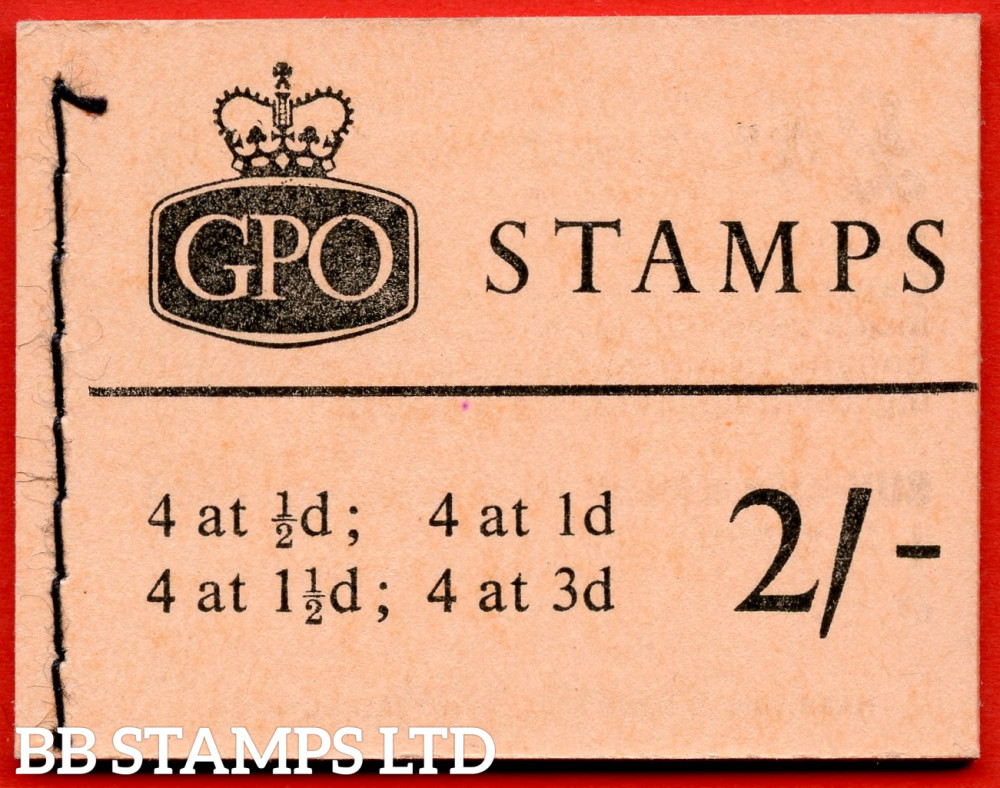 GPO STAMPS
4 at ½d; 4 at 1d
4 at 1½d; 4 at 3d
2/-
BB STAMPS LTD